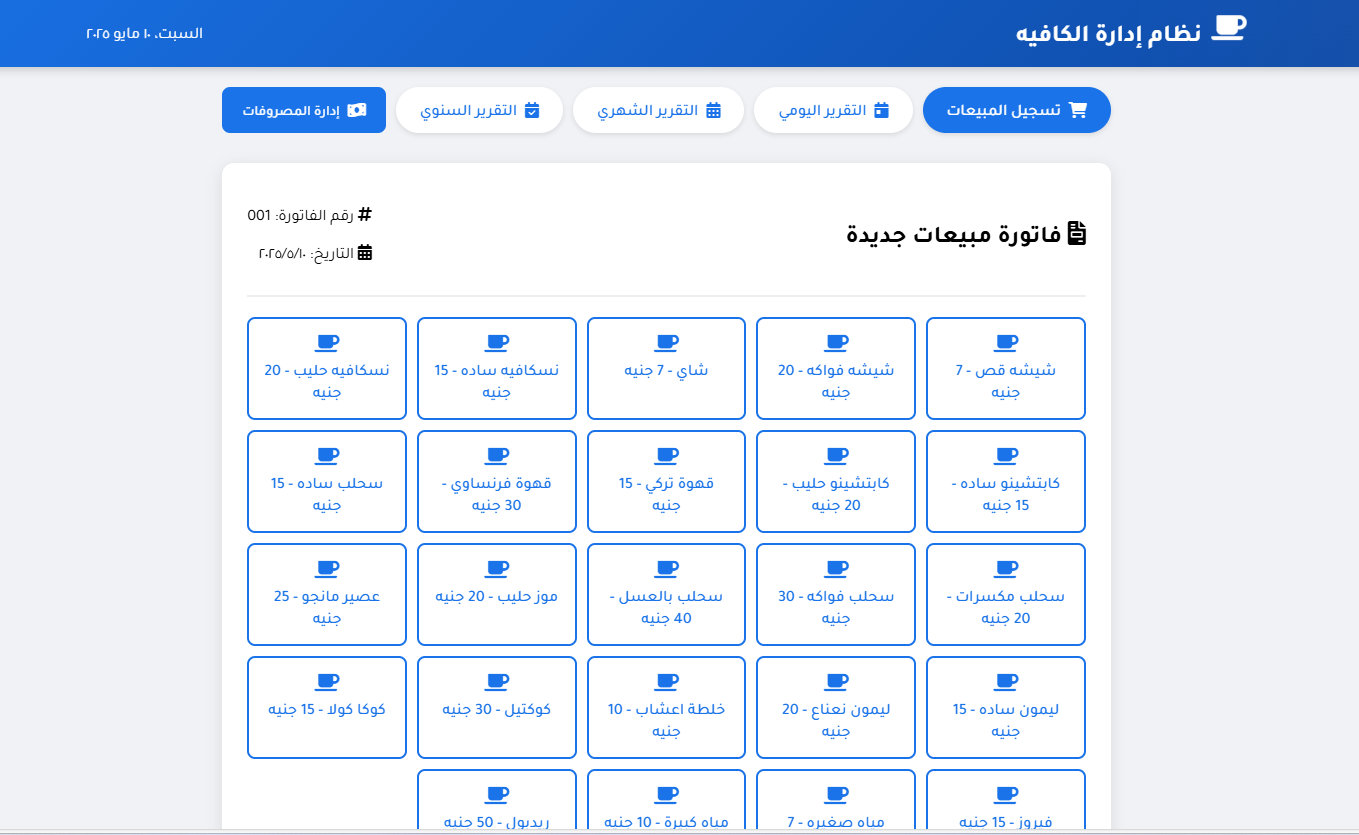 نظام إدارة الكافيه
السبت، ١٠ مايو ٢٠٢٥
تسجيل المبيعات
التقرير اليومي
التقرير الشهري
التقرير السنوي
إدارة المصروفات
فاتورة مبيعات جديدة
# رقم الفاتورة: 001
التاريخ: ٢٠٢٥/٥/١٠
شيشه قص - 7
جنيه
شيشه فواكه - 20
جنيه
شاي - 7 جنيه
نسكافيه ساده - 15
جنيه
نسكافيه حليب - 20
جنيه
كابتشينو ساده -
15 جنيه
كابتشينو حليب -
20 جنيه
قهوة تركي - 15
جنيه
قهوة فرنساوي -
30 جنيه
سحلب ساده - 15
جنيه
سحلب مكسرات -
20 جنيه
سحلب فواكه - 30
جنيه
سحلب بالعسل -
40 جنيه
موز حليب - 20 جنيه
عصير مانجو - 25
جنيه
ليمون ساده - 15
جنيه
ليمون نعناع - 20
جنيه
خلطة اعشاب - 10
جنيه
كوكتيل - 30 جنيه
كوكا كولا - 15 جنيه
فيروز - 15 جنيه
مياه صغيره - 7
مياه كبيرة - 10 جنيه
ريدبول - 50 جنيه